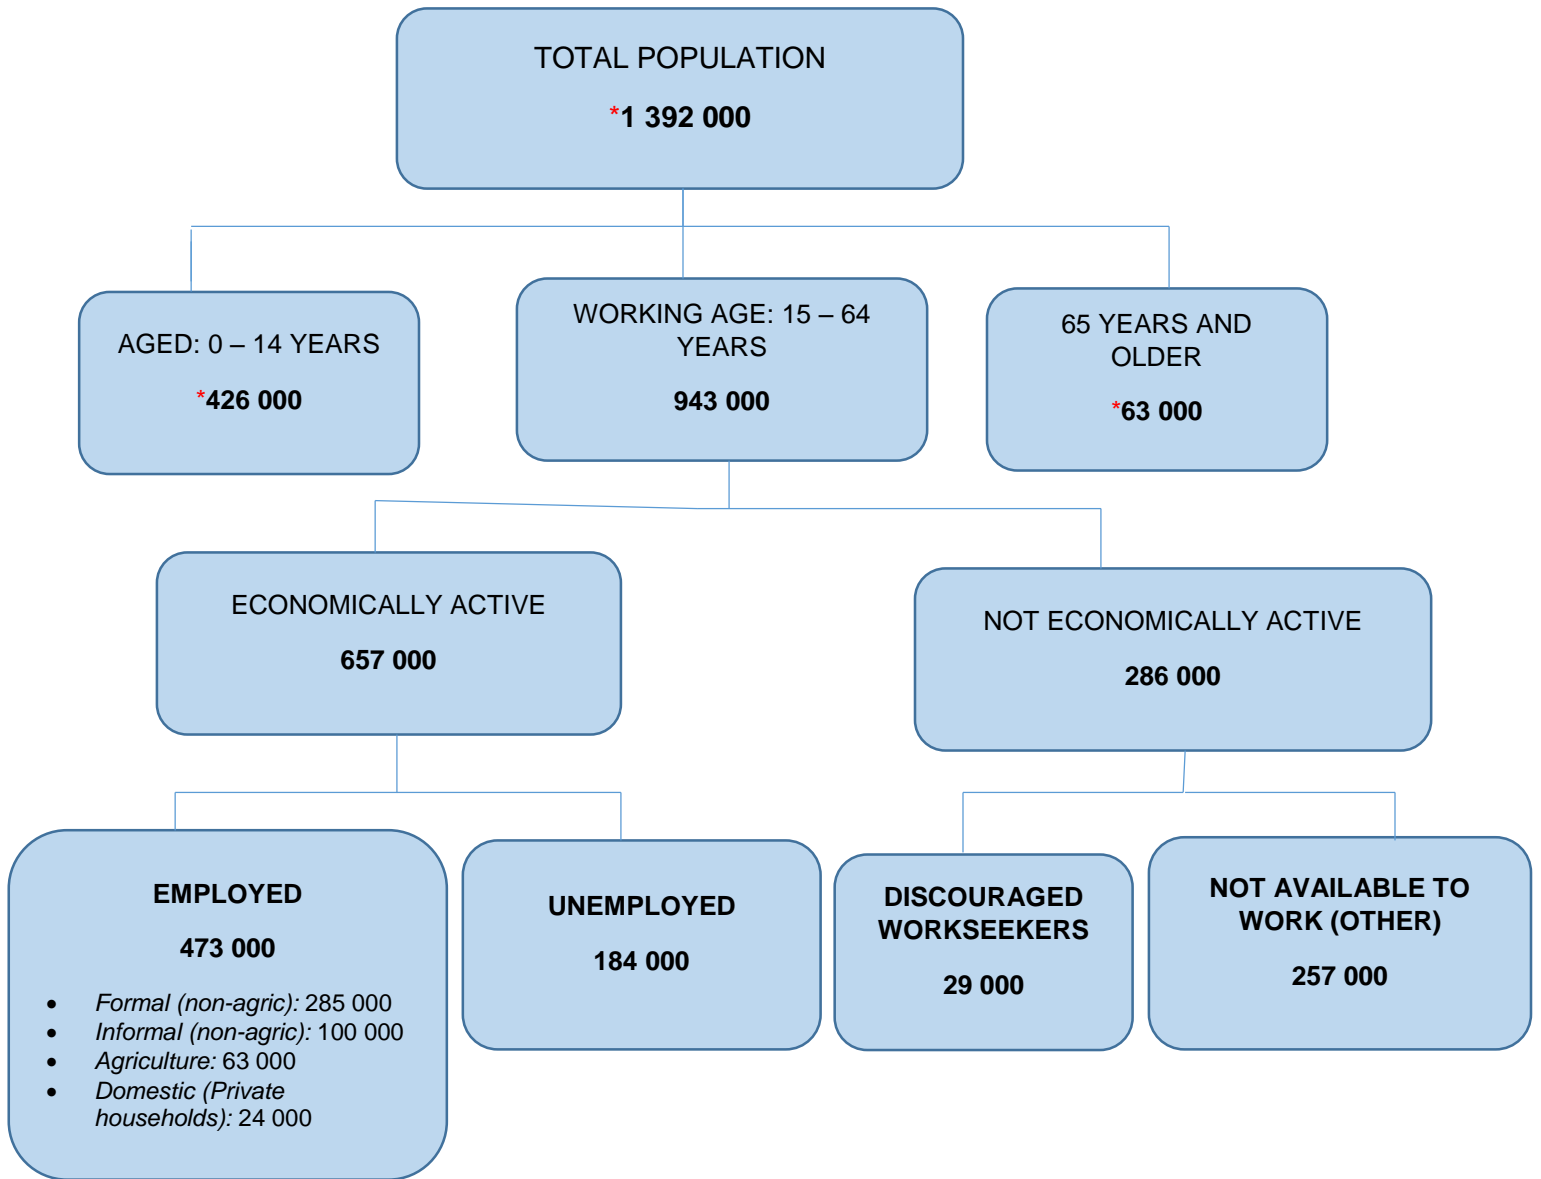 TOTAL POPULATION
*1 392 000
AGED: 0 – 14 YEARS
*426 000
WORKING AGE: 15 – 64
YEARS
943 000
65 YEARS AND
OLDER
*63 000
ECONOMICALLY ACTIVE
657 000
NOT ECONOMICALLY ACTIVE
286 000
EMPLOYED
473 000
• Formal (non-agric): 285 000
• Informal (non-agric): 100 000
• Agriculture: 63 000
• Domestic (Private
households): 24 000
UNEMPLOYED
184 000
DISCOURAGED
WORKSEEKERS
29 000
NOT AVAILABLE TO
WORK (OTHER)
257 000